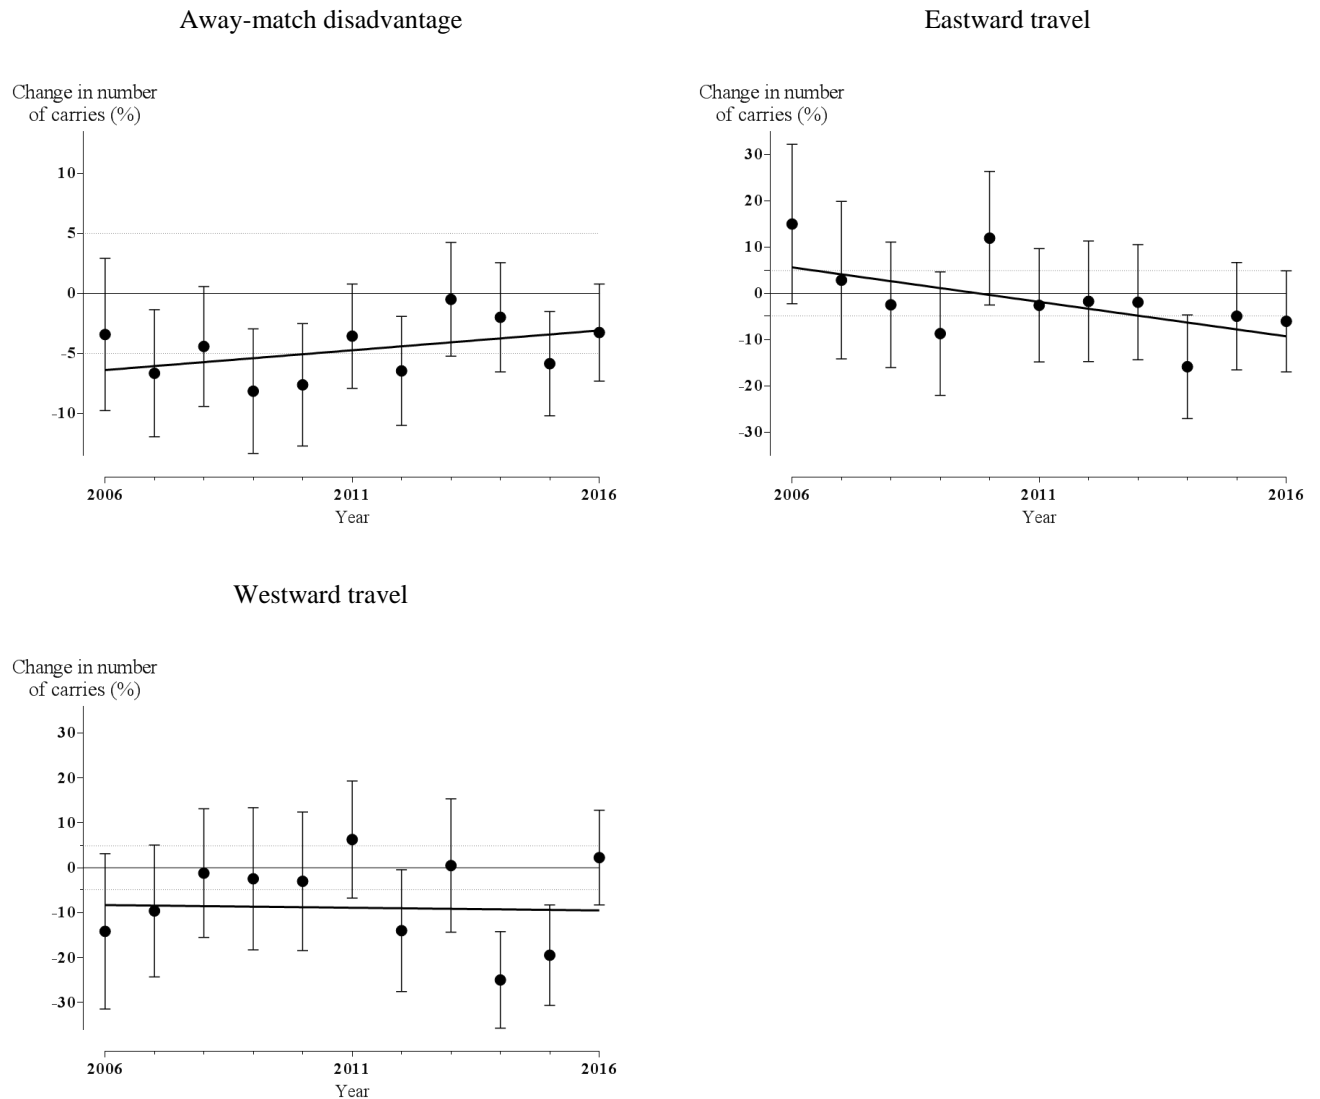 Away-match disadvantage
Change in number
of carries (%)
10
5
0
-5
-10
2006 2011 2016
Year
Eastward travel
Change in number
of carries (%)
30
20
10
0
-10
-20
-30
2006 2011 2016
Year
Westward travel
Change in number
of carries (%)
30
20
10
0
-10
-20
-30
2006 2011 2016
Year